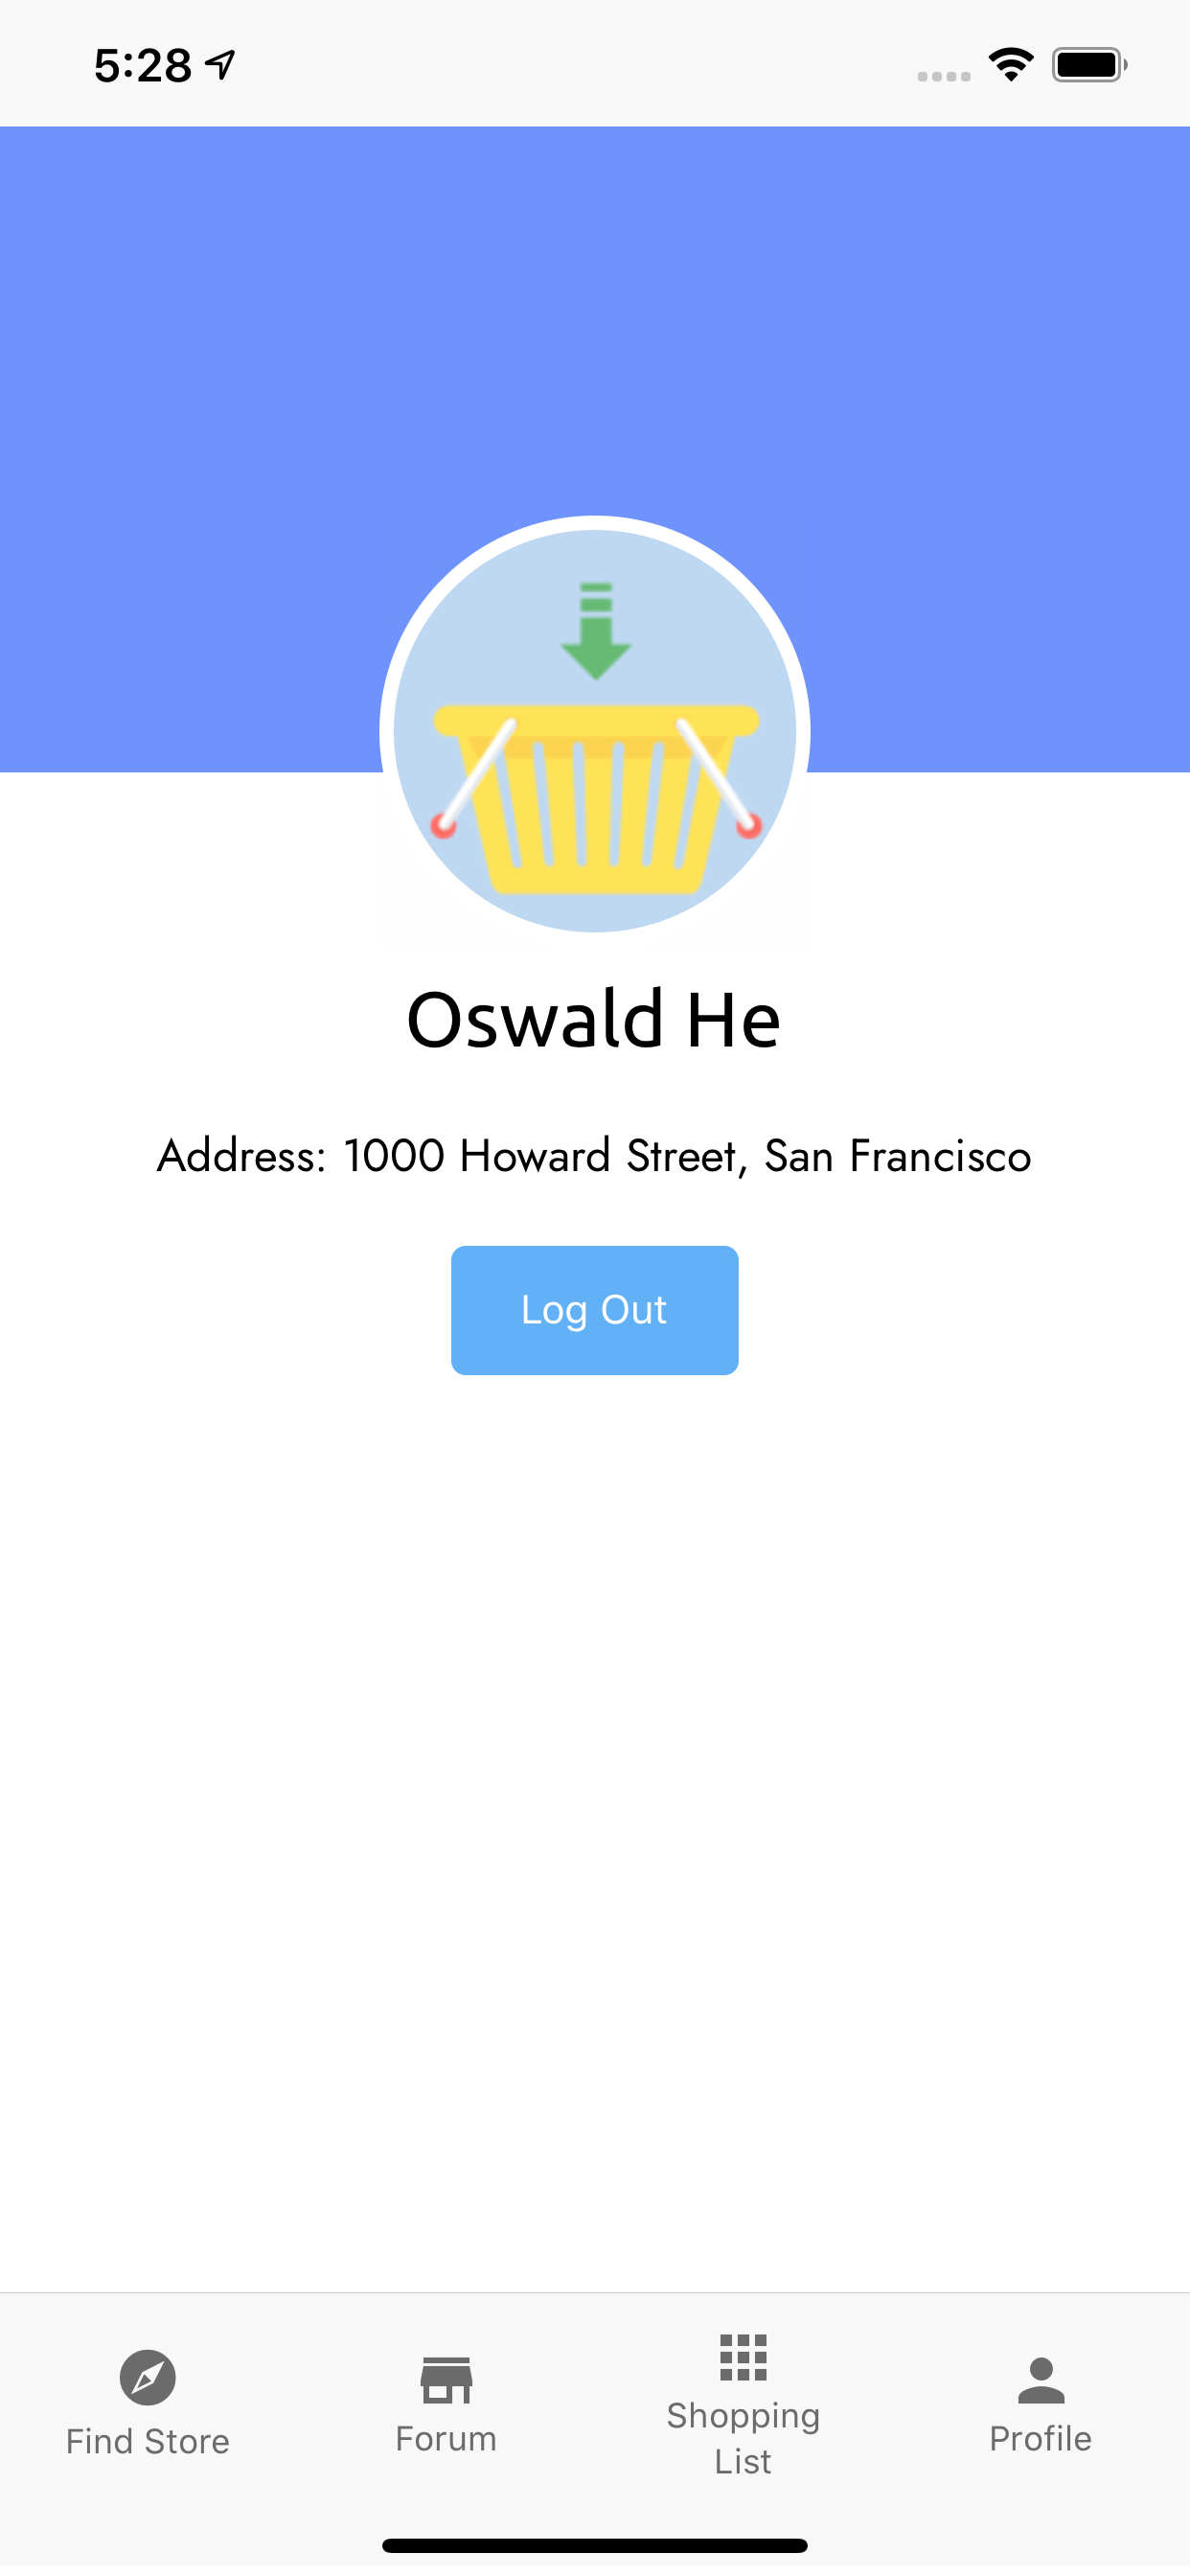 5:28
Oswald He
Address: 1000 Howard Street, San Francisco
Log Out
Find Store
Forum
Shopping
List
Profile